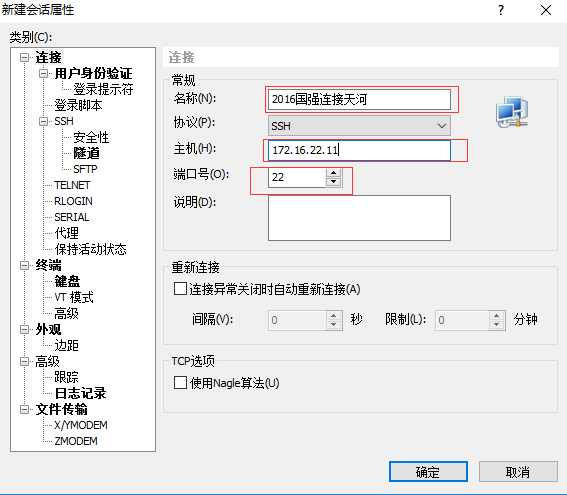 新建会话属性
类别(C):
连接
用户身份验证
登录提示符
登录脚本
SSH
安全性
隧道
SFTP
TELNET
RLOGIN
SERIAL
代理
保持活动状态
终端
键盘
VT 模式
高级
外观
边距
高级
跟踪
日志记录
文件传输
X/YMODEM
ZMODEM
连接
常规
名称(N): 2016国强连接天河
协议(P): SSH
主机(H): 172.16.22.11
端口号(O): 22
说明(D):
重新连接
连接异常关闭时自动重新连接(A)
间隔(V): 0 秒 限制(L): 0 分钟
TCP选项
使用Nagle算法(U)
确定 取消